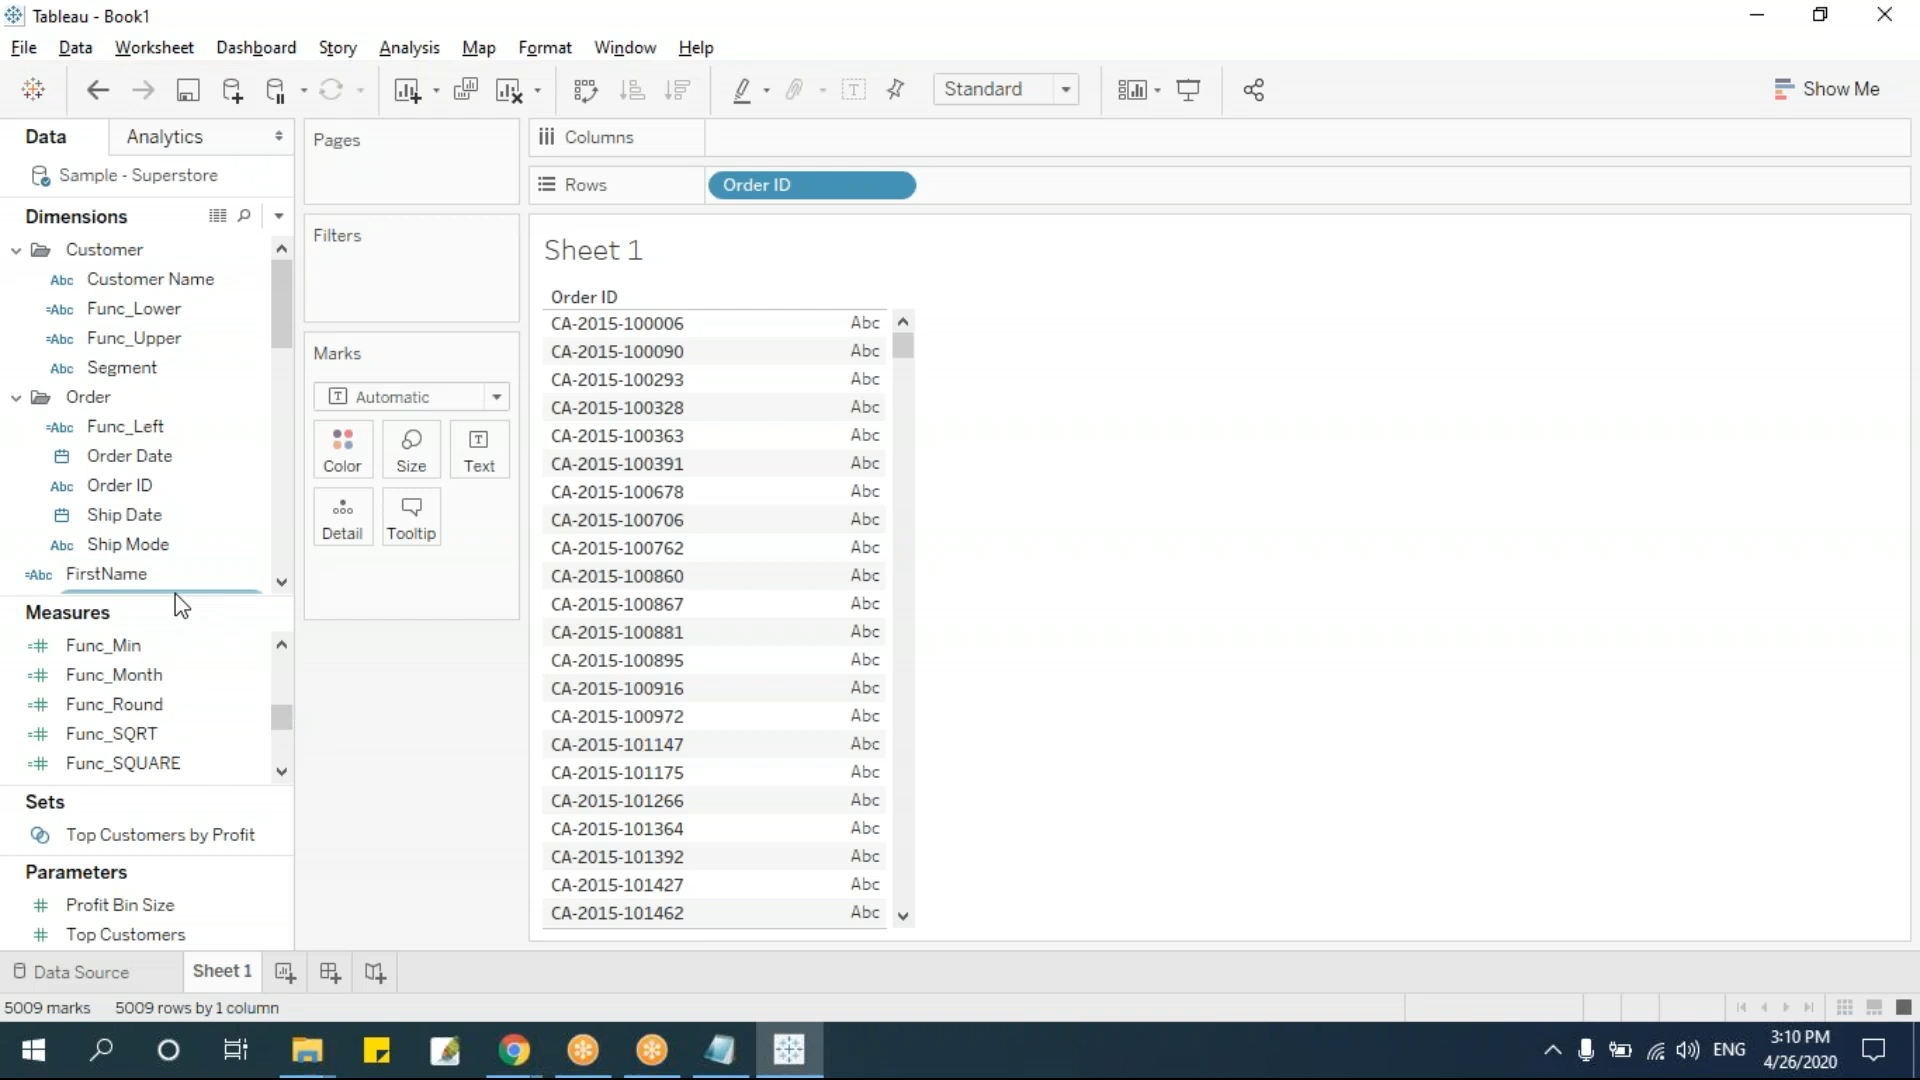 Tableau - Book1
File Data Worksheet Dashboard Story Analysis Map Format Window Help
Standard
Show Me
Data Analytics
Sample - Superstore
Dimensions
Customer
Abc Customer Name
=Abc Func_Lower
=Abc Func_Upper
Abc Segment
Order
=Abc Func_Left
Order Date
Abc Order ID
Ship Date
Abc Ship Mode
=Abc FirstName
Measures
=# Func_Min
=# Func_Month
=# Func_Round
=# Func_SQRT
=# Func_SQUARE
Sets
Top Customers by Profit
Parameters
# Profit Bin Size
# Top Customers
Pages
Filters
Marks
T Automatic
Color Size Text
Detail Tooltip
Columns
Rows Order ID
Sheet 1
Order ID
CA-2015-100006 Abc
CA-2015-100090 Abc
CA-2015-100293 Abc
CA-2015-100328 Abc
CA-2015-100363 Abc
CA-2015-100391 Abc
CA-2015-100678 Abc
CA-2015-100706 Abc
CA-2015-100762 Abc
CA-2015-100860 Abc
CA-2015-100867 Abc
CA-2015-100881 Abc
CA-2015-100895 Abc
CA-2015-100916 Abc
CA-2015-100972 Abc
CA-2015-101147 Abc
CA-2015-101175 Abc
CA-2015-101266 Abc
CA-2015-101364 Abc
CA-2015-101392 Abc
CA-2015-101427 Abc
CA-2015-101462 Abc
Data Source Sheet 1
5009 marks 5009 rows by 1 column
ENG
3:10 PM
4/26/2020